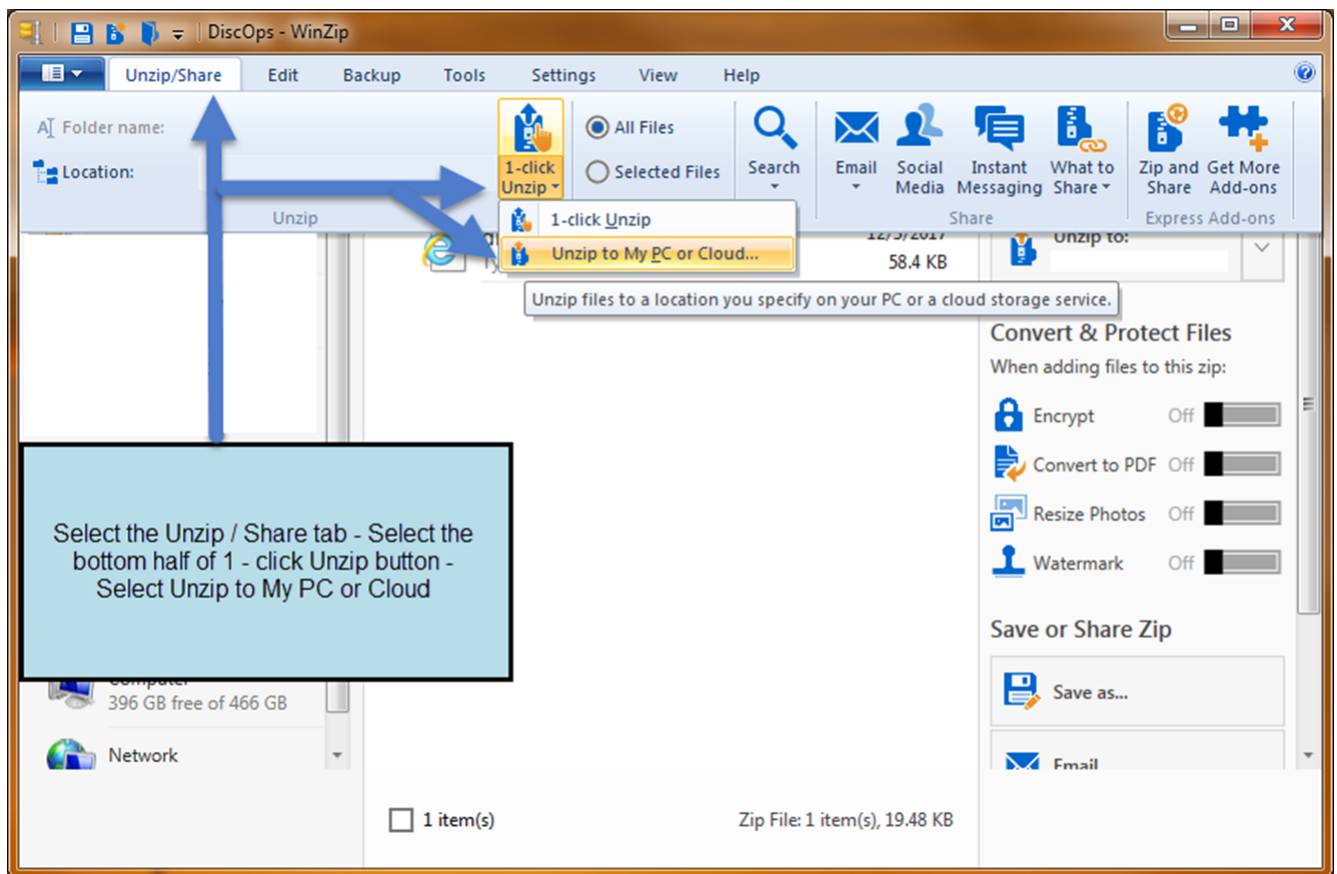 DiscOps - WinZip
Unzip/Share Edit Backup Tools Settings View Help
Folder name:
Location:
1-click
Unzip
All Files
Selected Files
Search
Email
Social
Media
Instant
Messaging
What to
Share
Zip and
Share
Get More
Add-ons
Unzip
Share
Express Add-ons
1-click Unzip
Unzip to My PC or Cloud...
Unzip files to a location you specify on your PC or a cloud storage service.
12/5/2017
58.4 KB
Unzip to:
Convert & Protect Files
When adding files to this zip:
Encrypt Off
Convert to PDF Off
Resize Photos Off
Watermark Off
Save or Share Zip
Save as...
Email
Select the Unzip / Share tab - Select the
bottom half of 1 - click Unzip button -
Select Unzip to My PC or Cloud
Computer
396 GB free of 466 GB
Network
1 item(s)
Zip File: 1 item(s), 19.48 KB